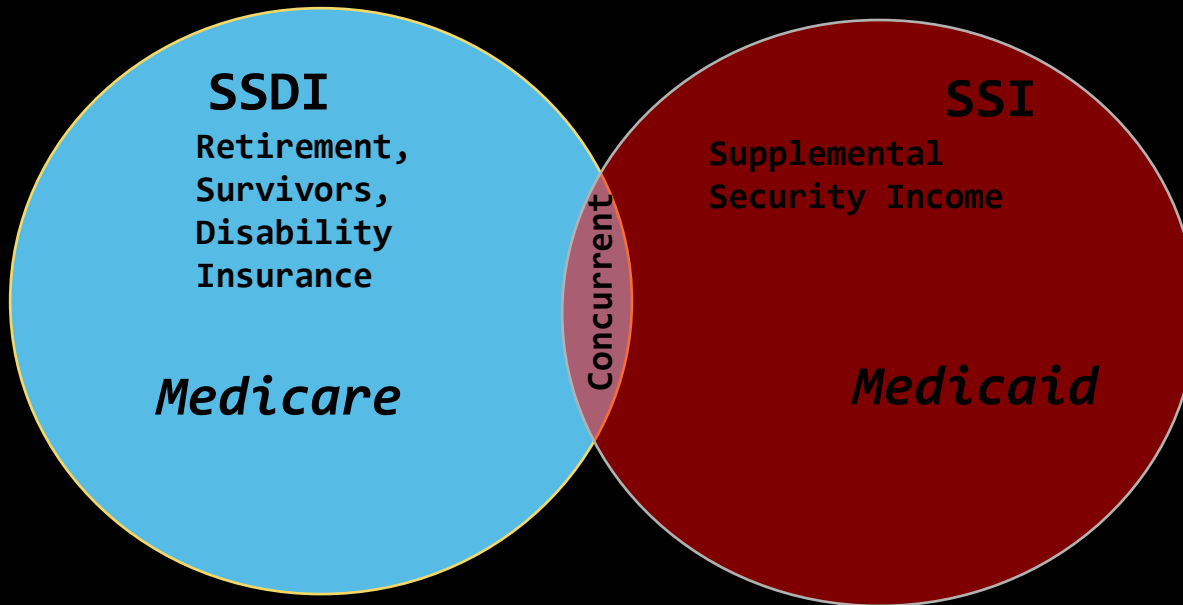 SSDI
Retirement,
Survivors,
Disability
Insurance
Medicare
Concurrent
SSI
Supplemental
Security Income
Medicaid